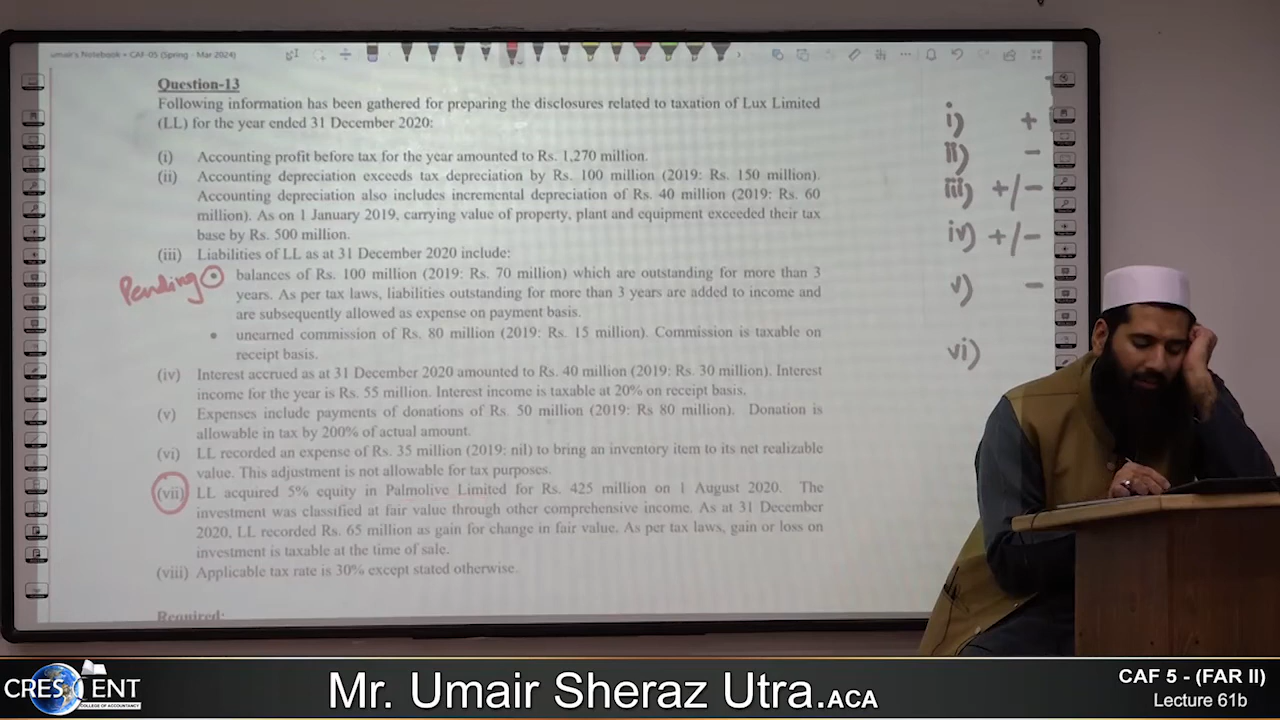 umair's Notebook • CAF-05 (Spring - Mar 2024)
Question-13
Following information has been gathered for preparing the disclosures related to taxation of Lux Limited
(LL) for the year ended 31 December 2020:
(i) Accounting profit before tax for the year amounted to Rs. 1,270 million.
(ii) Accounting depreciation exceeds tax depreciation by Rs. 100 million (2019: Rs. 150 million).
Accounting depreciation also includes incremental depreciation of Rs. 40 million (2019: Rs. 60
million). As on 1 January 2019, carrying value of property, plant and equipment exceeded their tax
base by Rs. 500 million.
(iii) Liabilities of LL as at 31 December 2020 include:
Pending • balances of Rs. 100 million (2019: Rs. 70 million) which are outstanding for more than 3
years. As per tax laws, liabilities outstanding for more than 3 years are added to income and
are subsequently allowed as expense on payment basis.
• unearned commission of Rs. 80 million (2019: Rs. 15 million). Commission is taxable on
receipt basis.
(iv) Interest accrued as at 31 December 2020 amounted to Rs. 40 million (2019: Rs. 30 million). Interest
income for the year is Rs. 55 million. Interest income is taxable at 20% on receipt basis.
(v) Expenses include payments of donations of Rs. 50 million (2019: Rs 80 million). Donation is
allowable in tax by 200% of actual amount.
(vi) LL recorded an expense of Rs. 35 million (2019: nil) to bring an inventory item to its net realizable
value. This adjustment is not allowable for tax purposes.
(vii) LL acquired 5% equity in Palmolive Limited for Rs. 425 million on 1 August 2020. The
investment was classified at fair value through other comprehensive income. As at 31 December
2020, LL recorded Rs. 65 million as gain for change in fair value. As per tax laws, gain or loss on
investment is taxable at the time of sale.
(viii) Applicable tax rate is 30% except stated otherwise.
Required:
i) +
ii) -
iii) +/-
iv) +/-
v) -
vi)
CRESCENT
COLLEGE OF ACCOUNTANCY
Mr. Umair Sheraz Utra.ACA
CAF 5 - (FAR II)
Lecture 61b